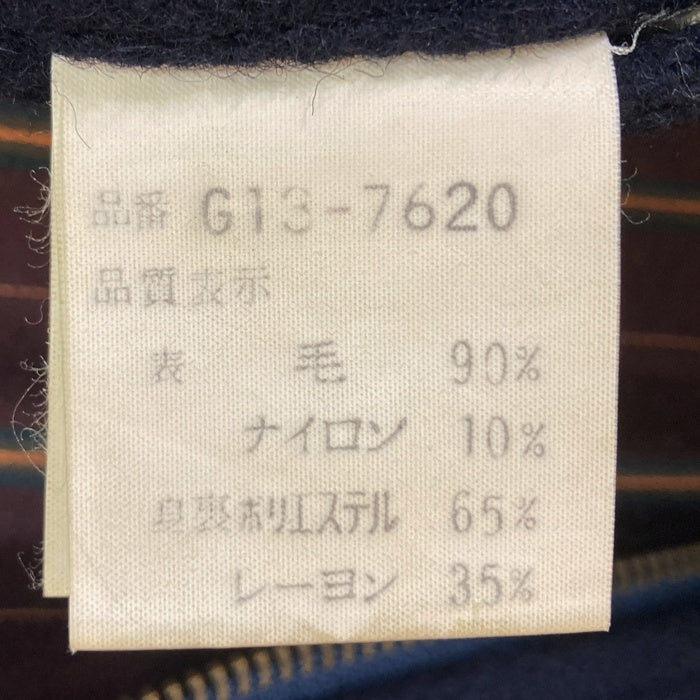 品番 G13-7620
品質表示
表 毛 90%
ナイロン 10%
身裏ポリエステル 65%
レーヨン 35%